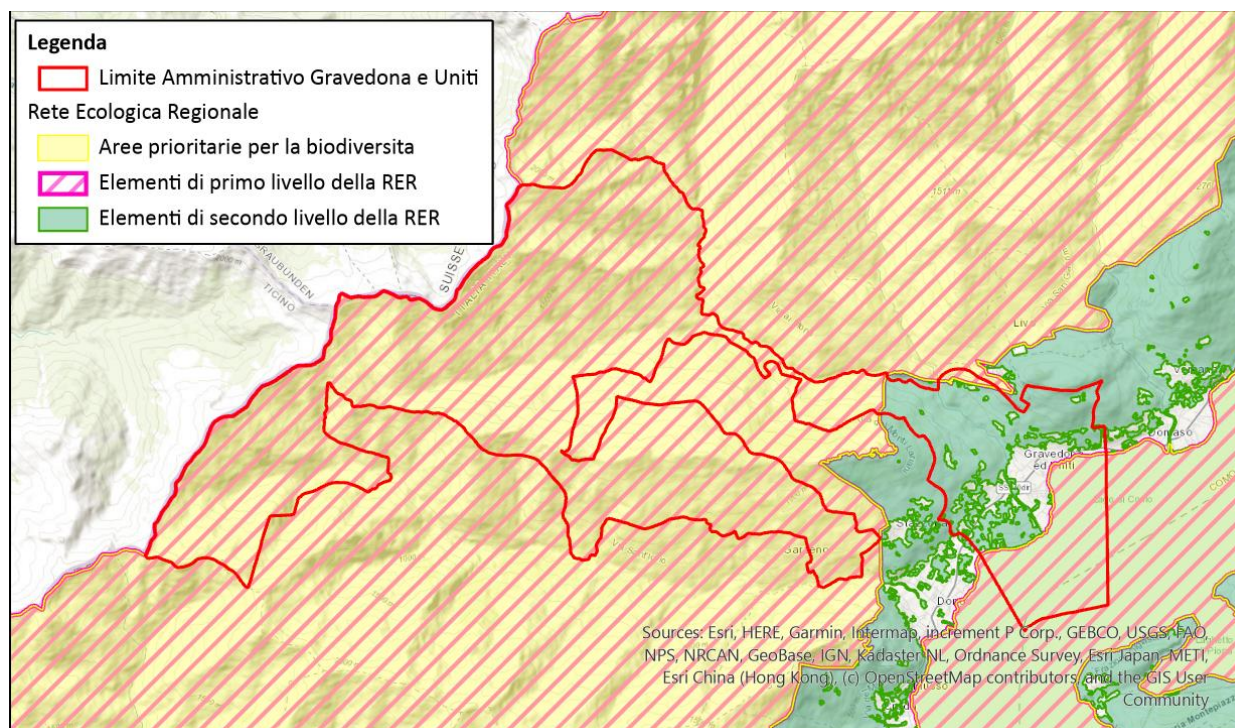 Legenda
Limite Amministrativo Gravedona e Uniti
Rete Ecologica Regionale
Aree prioritarie per la biodiversita
Elementi di primo livello della RER
Elementi di secondo livello della RER
GRAUBÜNDEN
TICINO
SUISSE
ITALIA
Gravedona
ed Uniti
Domaso
Garzeno
Sources: Esri, HERE, Garmin, Intermap, increment P Corp., GEBCO, USGS, FAO,
NPS, NRCAN, GeoBase, IGN, Kadaster NL, Ordnance Survey, Esri Japan, METI,
Esri China (Hong Kong), (c) OpenStreetMap contributors, and the GIS User
Community